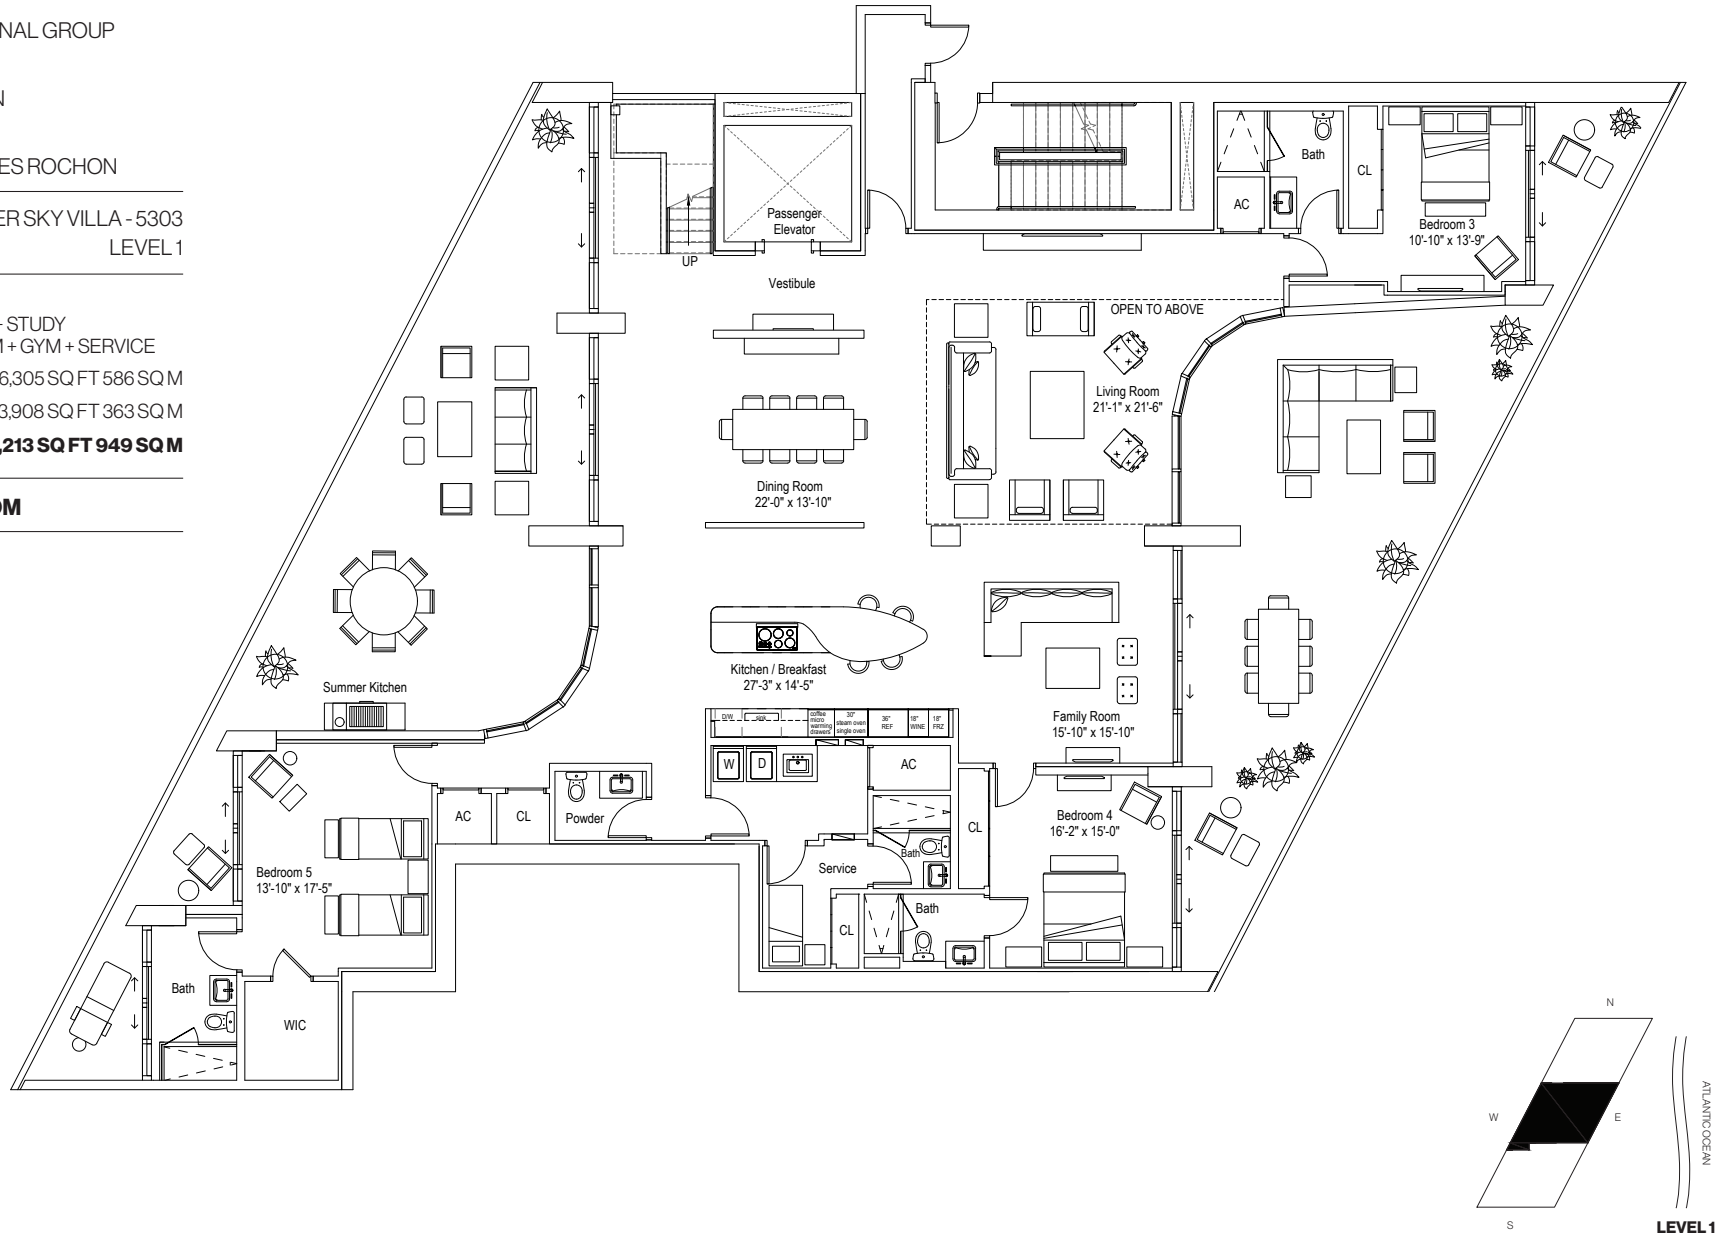 NAL GROUP
N
ES ROCHON
ER SKY VILLA - 5303
LEVEL 1
- STUDY
M + GYM + SERVICE
6,305 SQ FT 586 SQ M
3,908 SQ FT 363 SQ M
,213 SQ FT 949 SQ M
OM
Passenger
Elevator
UP
Vestibule
Bath
CL
AC
Bedroom 3
10'-10" x 13'-9"
OPEN TO ABOVE
Living Room
21'-1" x 21'-6"
Dining Room
22'-0" x 13'-10"
Kitchen / Breakfast
27'-3" x 14'-5"
Summer Kitchen
Family Room
15'-10" x 15'-10"
D/W
sink
coffee
micro
warming
drawers
30"
steam oven
single oven
36"
REF
18"
WINE
18"
FRZ
W
D
AC
AC
CL
Powder
CL
Bedroom 4
16'-2" x 15'-0"
Bath
Service
Bedroom 5
13'-10" x 17'-5"
CL
Bath
Bath
WIC
N
W
E
S
ATLANTIC OCEAN
LEVEL 1